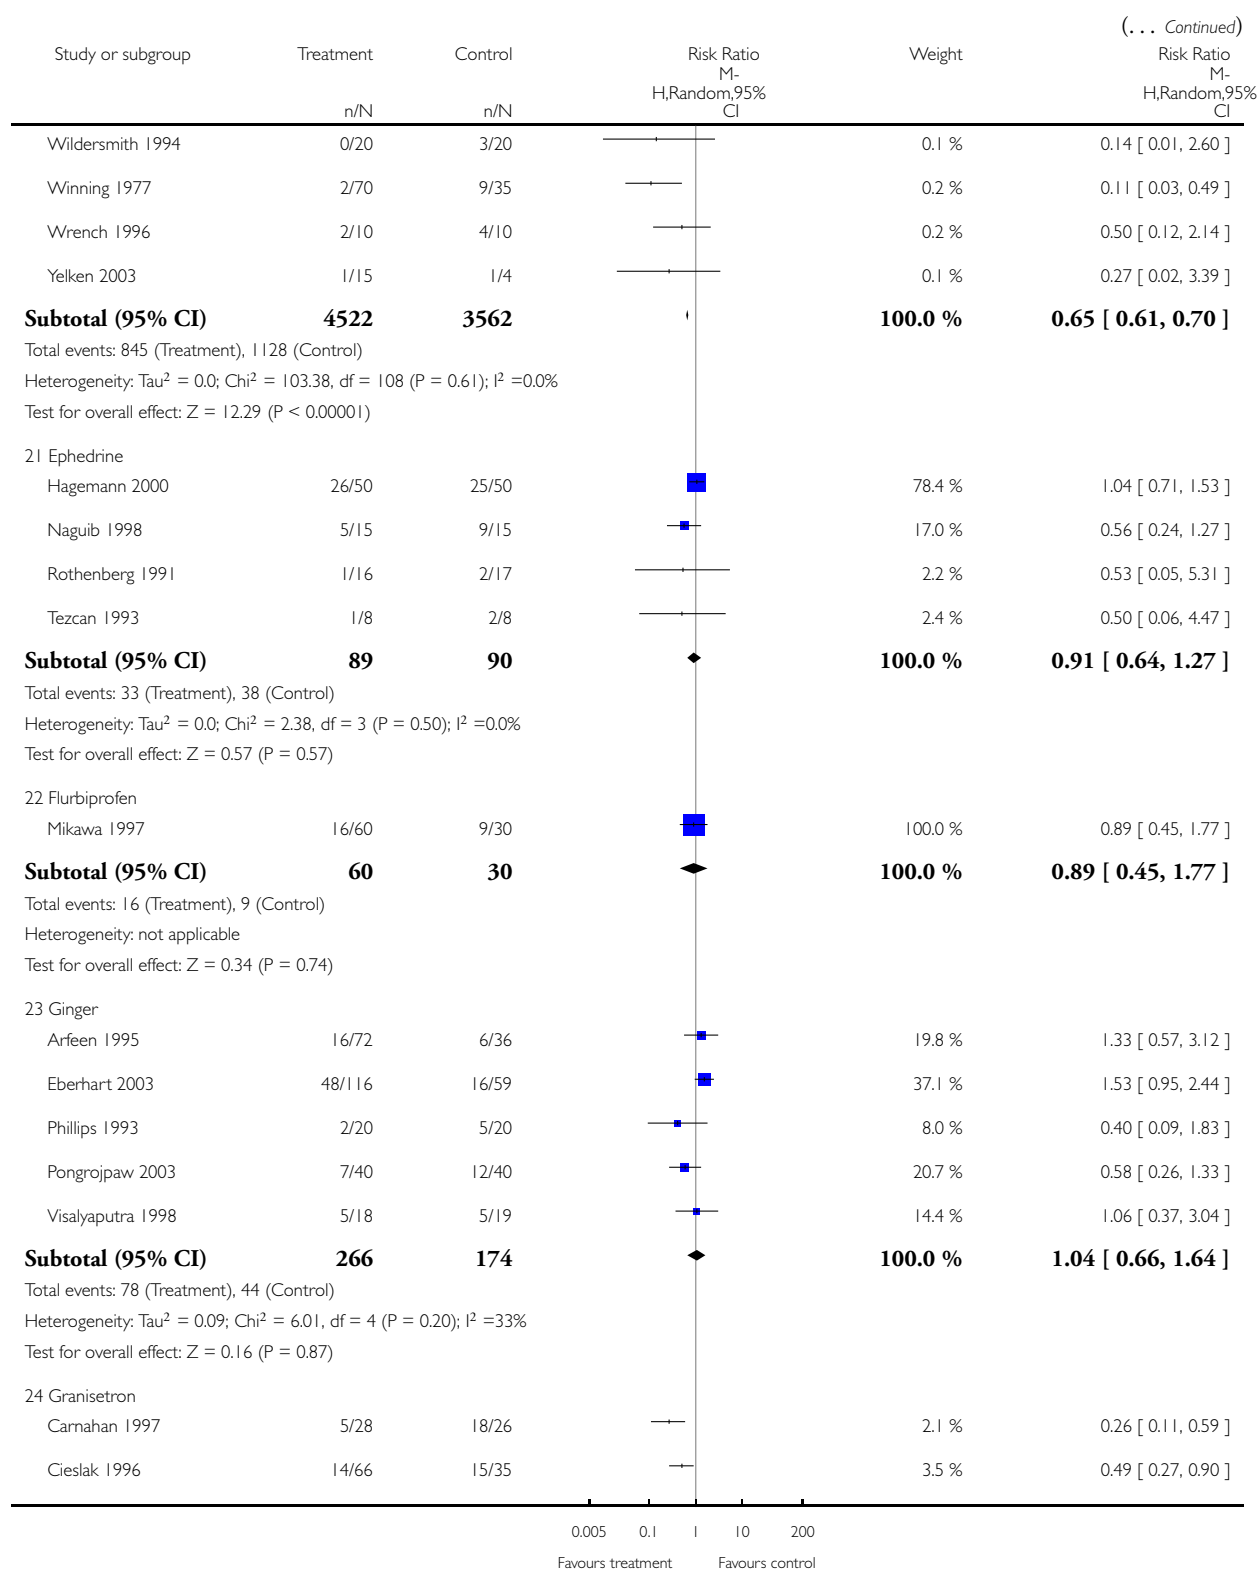 (... Continued)
Study or subgroup Treatment Control Risk Ratio Weight Risk Ratio
M- M-
H,Random,95% H,Random,95%
n/N n/N CI CI
Wildersmith 1994 0/20 3/20 0.1 % 0.14 [ 0.01, 2.60 ]
Winning 1977 2/70 9/35 0.2 % 0.11 [ 0.03, 0.49 ]
Wrench 1996 2/10 4/10 0.2 % 0.50 [ 0.12, 2.14 ]
Yelken 2003 1/15 1/4 0.1 % 0.27 [ 0.02, 3.39 ]
Subtotal (95% CI) 4522 3562 100.0 % 0.65 [ 0.61, 0.70 ]
Total events: 845 (Treatment), 1128 (Control)
Heterogeneity: Tau² = 0.0; Chi² = 103.38, df = 108 (P = 0.61); I² =0.0%
Test for overall effect: Z = 12.29 (P < 0.00001)
21 Ephedrine
Hagemann 2000 26/50 25/50 78.4 % 1.04 [ 0.71, 1.53 ]
Naguib 1998 5/15 9/15 17.0 % 0.56 [ 0.24, 1.27 ]
Rothenberg 1991 1/16 2/17 2.2 % 0.53 [ 0.05, 5.31 ]
Tezcan 1993 1/8 2/8 2.4 % 0.50 [ 0.06, 4.47 ]
Subtotal (95% CI) 89 90 100.0 % 0.91 [ 0.64, 1.27 ]
Total events: 33 (Treatment), 38 (Control)
Heterogeneity: Tau² = 0.0; Chi² = 2.38, df = 3 (P = 0.50); I² =0.0%
Test for overall effect: Z = 0.57 (P = 0.57)
22 Flurbiprofen
Mikawa 1997 16/60 9/30 100.0 % 0.89 [ 0.45, 1.77 ]
Subtotal (95% CI) 60 30 100.0 % 0.89 [ 0.45, 1.77 ]
Total events: 16 (Treatment), 9 (Control)
Heterogeneity: not applicable
Test for overall effect: Z = 0.34 (P = 0.74)
23 Ginger
Arfeen 1995 16/72 6/36 19.8 % 1.33 [ 0.57, 3.12 ]
Eberhart 2003 48/116 16/59 37.1 % 1.53 [ 0.95, 2.44 ]
Phillips 1993 2/20 5/20 8.0 % 0.40 [ 0.09, 1.83 ]
Pongrojpaw 2003 7/40 12/40 20.7 % 0.58 [ 0.26, 1.33 ]
Visalyaputra 1998 5/18 5/19 14.4 % 1.06 [ 0.37, 3.04 ]
Subtotal (95% CI) 266 174 100.0 % 1.04 [ 0.66, 1.64 ]
Total events: 78 (Treatment), 44 (Control)
Heterogeneity: Tau² = 0.09; Chi² = 6.01, df = 4 (P = 0.20); I² =33%
Test for overall effect: Z = 0.16 (P = 0.87)
24 Granisetron
Carnahan 1997 5/28 18/26 2.1 % 0.26 [ 0.11, 0.59 ]
Cieslak 1996 14/66 15/35 3.5 % 0.49 [ 0.27, 0.90 ]
0.005 0.1 1 10 200
Favours treatment Favours control